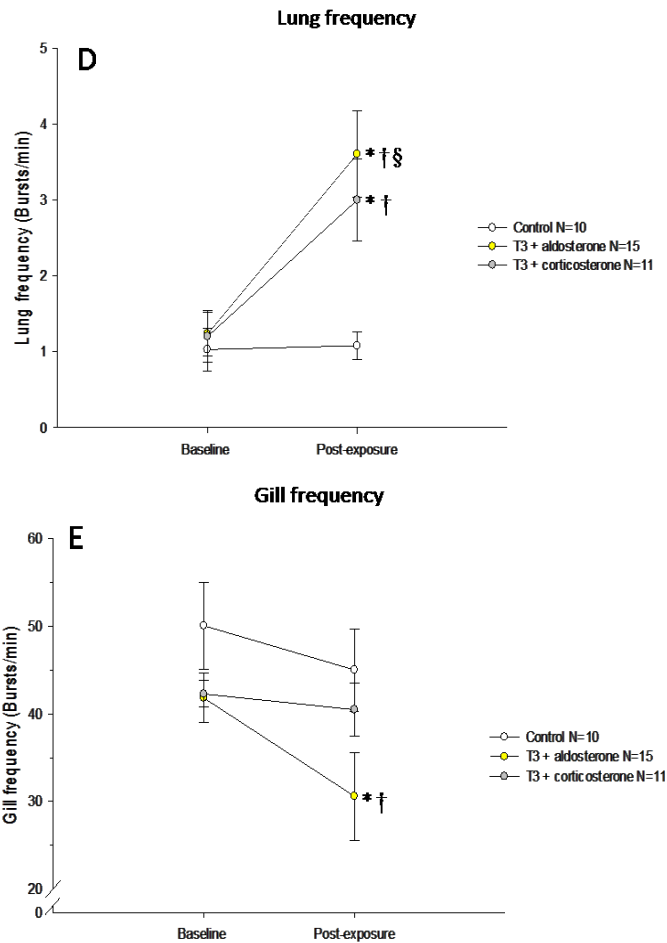 Lung frequency
D
5
4
3
2
1
0
Lung frequency (Bursts/min)
* † §
* †
Control N=10
T3 + aldosterone N=15
T3 + corticosterone N=11
Baseline
Post-exposure
Gill frequency
E
60
50
40
30
20
0
Gill frequency (Bursts/min)
* †
Control N=10
T3 + aldosterone N=15
T3 + corticosterone N=11
Baseline
Post-exposure